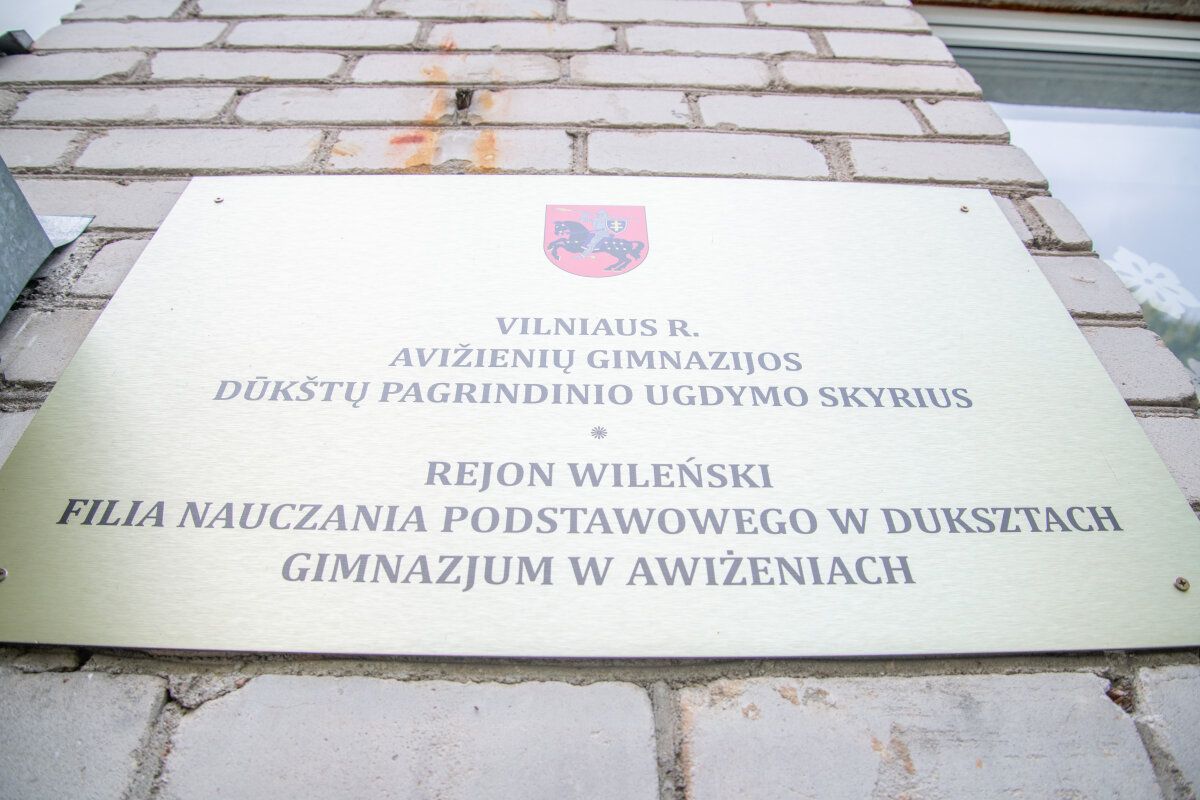 VILNIAUS R.
AVIŽIENIŲ GIMNAZIJOS
DŪKŠTŲ PAGRINDINIO UGDYMO SKYRIUS
REJON WILEŃSKI
FILIA NAUCZANIA PODSTAWOWEGO W DUKSZTACH
GIMNAZJUM W AWIŻENIACH